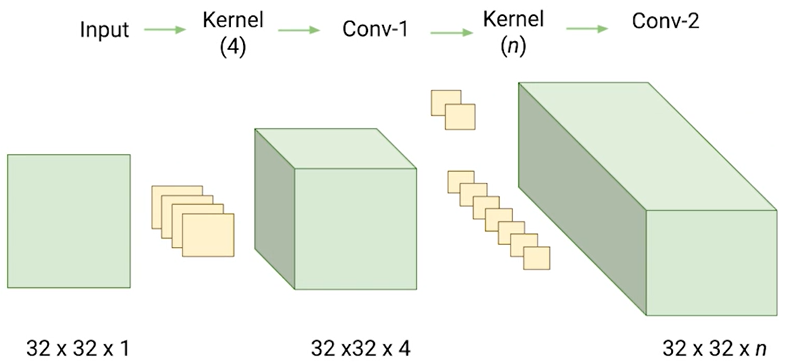 Input
Kernel
(4)
Conv-1
Kernel
(n)
Conv-2
32 x 32 x 1
32 x32 x 4
32 x 32 x n